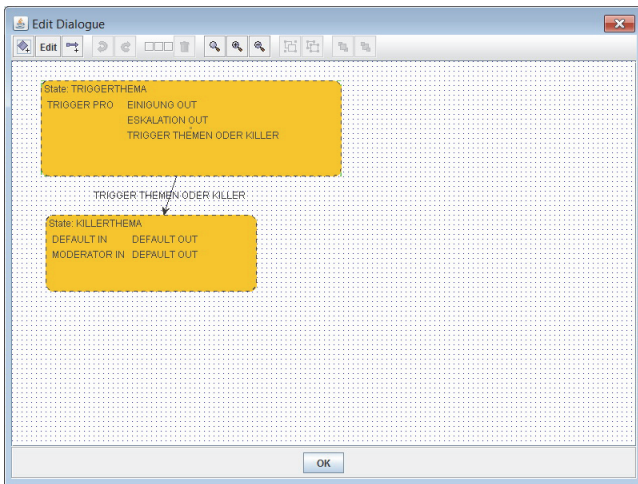 Edit Dialogue
Edit
State: TRIGGERTHEMA
TRIGGER PRO EINIGUNG OUT
ESKALATION OUT
TRIGGER THEMEN ODER KILLER
TRIGGER THEMEN ODER KILLER
State: KILLERTHEMA
DEFAULT IN DEFAULT OUT
MODERATOR IN DEPAULT OUT
OK